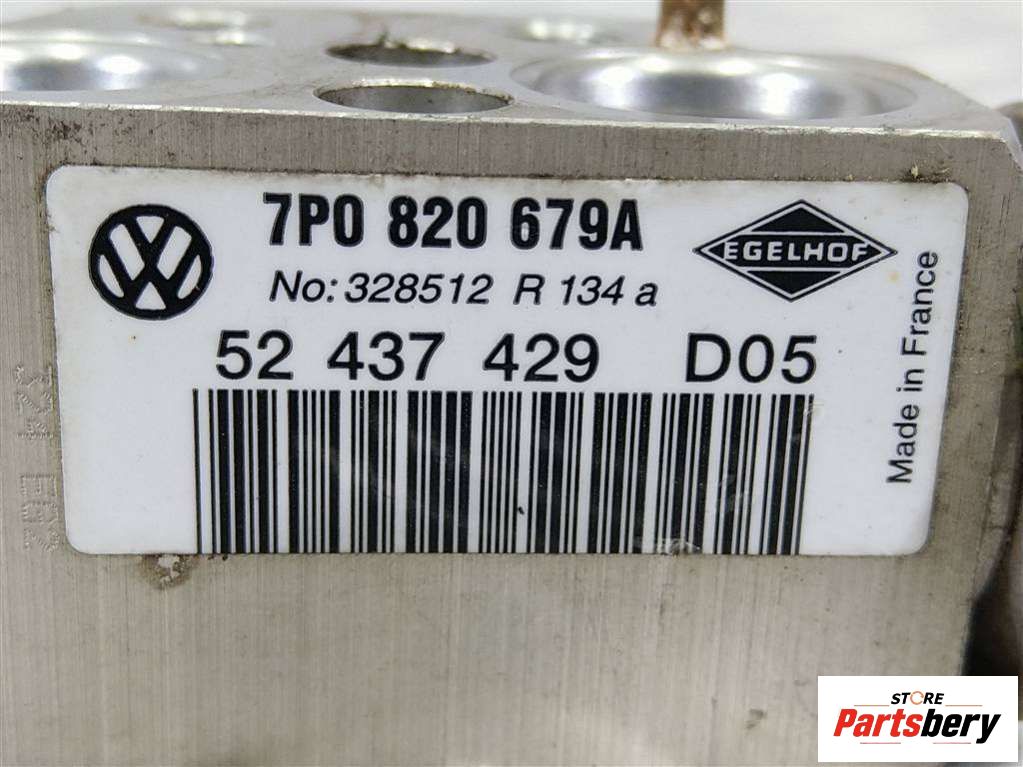 7P0 820 679A
EGELHOF
No: 328512 R 134 a
52 437 429 D05
Made in France
STORE
Partsbery